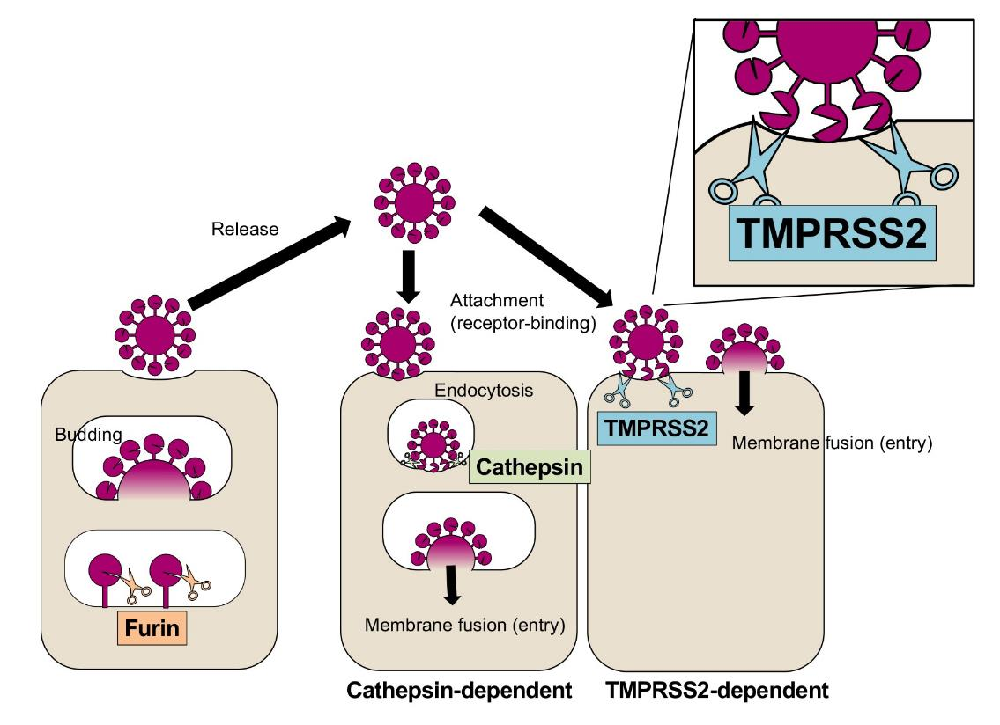 TMPRSS2
Release
Attachment
(receptor-binding)
Budding
Furin
Endocytosis
Cathepsin
Membrane fusion (entry)
Cathepsin-dependent
TMPRSS2
Membrane fusion (entry)
TMPRSS2-dependent